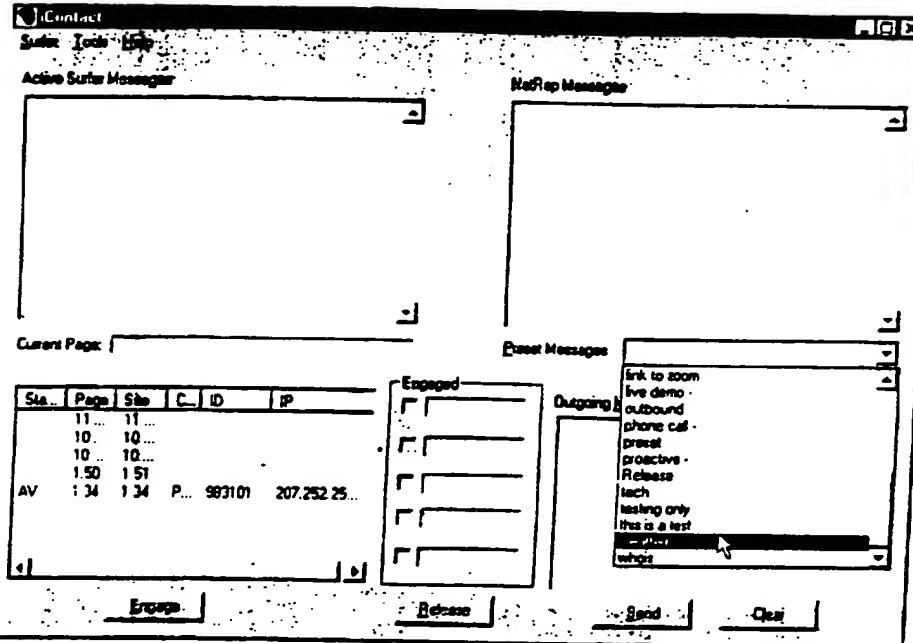 iContact
Surfer Tools Help
Active Surfer Messages
NetRep Messages
Current Page:
Preset Messages
Sta... Page Site C... ID IP
11... 11...
10... 10...
10... 10...
1.50 1.51
AV 1.34 1.34 P... 983101 207.252.25...
Engaged
Outgoing
link to zoom
live demo -
outbound
phone call -
preset
proactive -
Release
tech
testing only
this is a test
whois
Engage
Release
Send
Clear